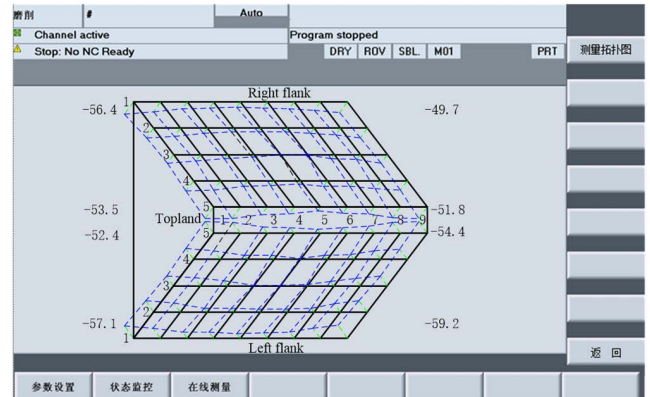 磨削 # Auto
Channel active Program stopped
Stop: No NC Ready DRY ROV SBL. M01 PRT
测量拓扑图
Right flank
-56.4 1 -49.7
2
3
4
-53.5 5 -51.8
Topland 1 2 3 4 5 6 7 8 9
-52.4 5 -54.4
4
3
2
-57.1 1 -59.2
Left flank
返 回
参数设置 状态监控 在线测量